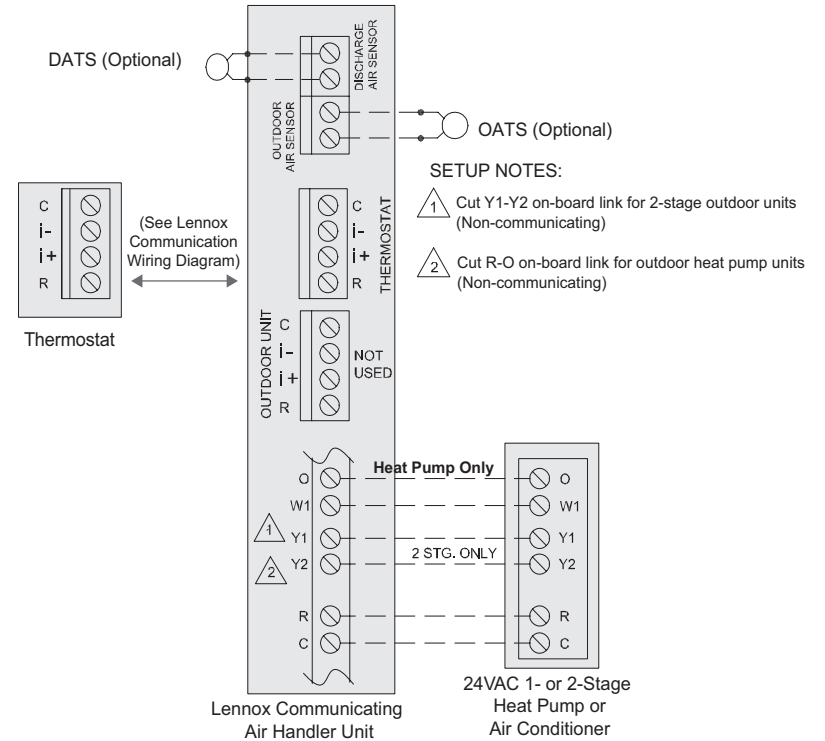 DATS (Optional)
DISCHARGE
AIR SENSOR
OUTDOOR
AIR SENSOR
OATS (Optional)
SETUP NOTES:
1 Cut Y1-Y2 on-board link for 2-stage outdoor units
(Non-communicating)
2 Cut R-O on-board link for outdoor heat pump units
(Non-communicating)
C
i-
i+
R
Thermostat
(See Lennox
Communication
Wiring Diagram)
C
i-
i+
R
THERMOSTAT
OUTDOOR UNIT
C
i-
i+
R
NOT
USED
Heat Pump Only
O
W1
1
Y1
2
Y2
R
C
2 STG. ONLY
O
W1
Y1
Y2
R
C
Lennox Communicating
Air Handler Unit
24VAC 1- or 2-Stage
Heat Pump or
Air Conditioner